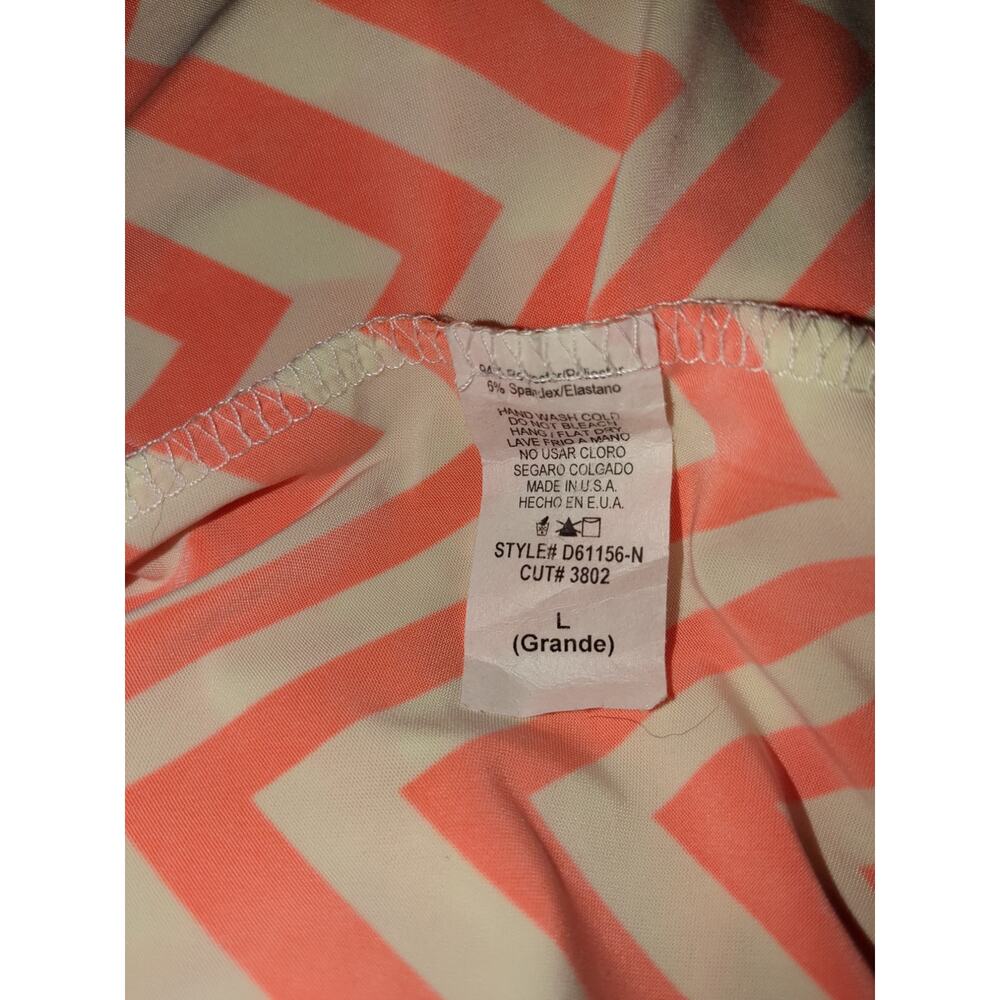 6% Spandex/Elastano
HAND WASH COLD
DO NOT BLEACH
HANG / FLAT DRY
LAVE FRIO A MANO
NO USAR CLORO
SEGARO COLGADO
MADE IN U.S.A.
HECHO EN E.U.A.
STYLE# D61156-N
CUT# 3802
L
(Grande)